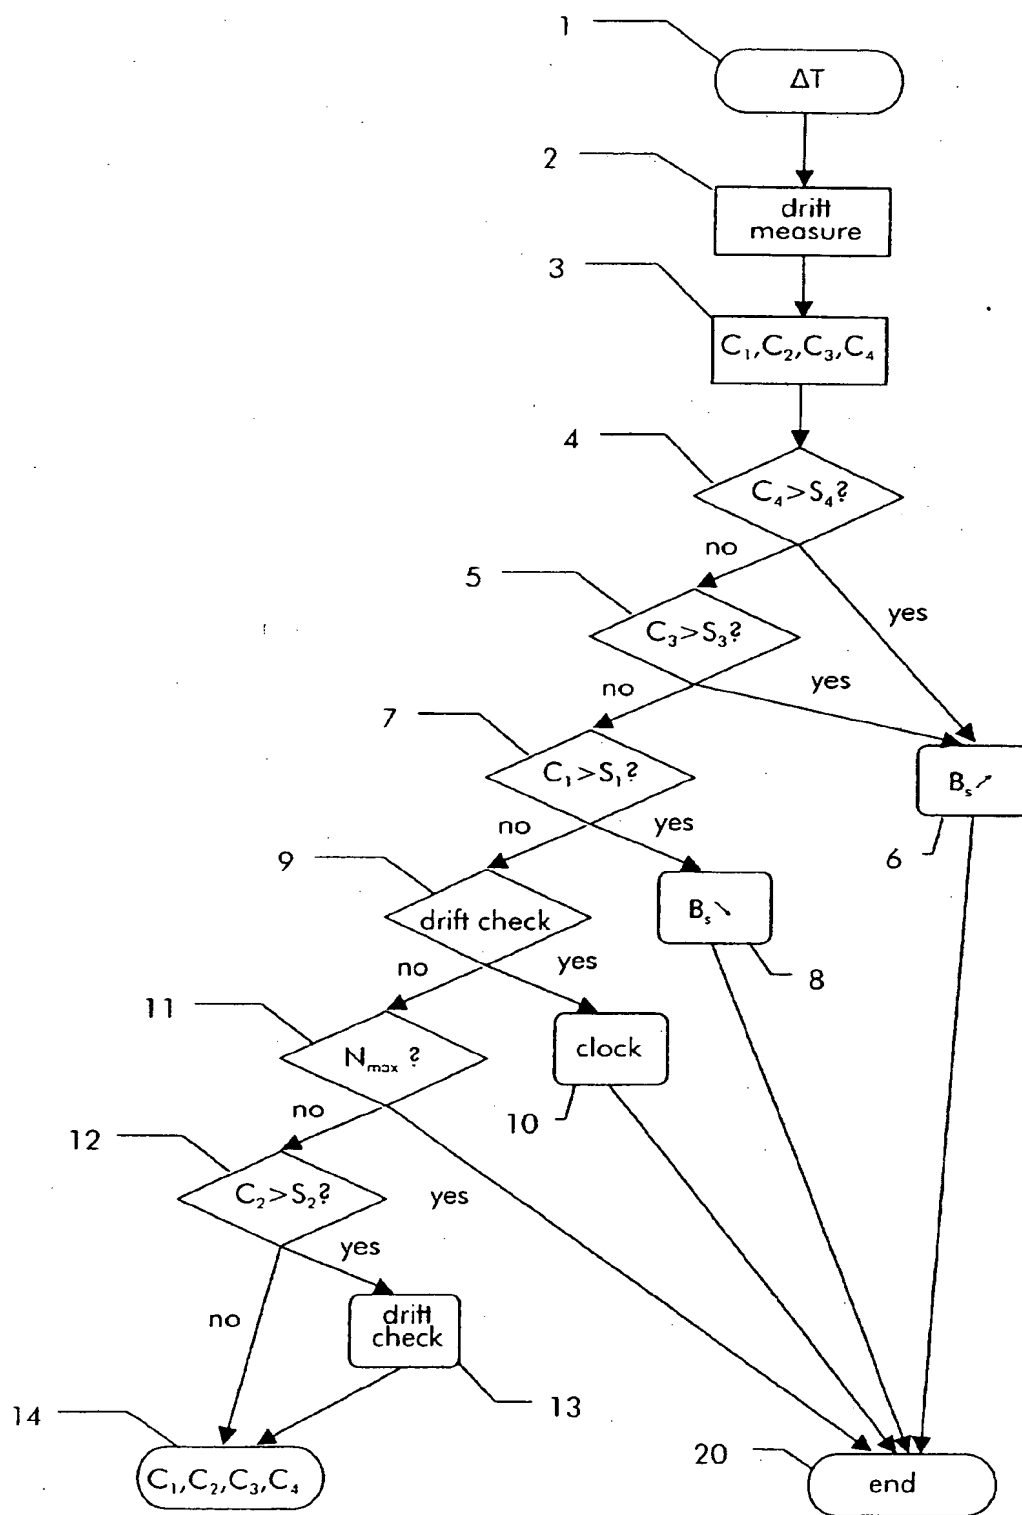 1
ΔT
2
drift
measure
3
C₁,C₂,C₃,C₄
4
C₄>S₄?
no
yes
5
C₃>S₃?
no
yes
7
C₁>S₁?
no
yes
Bₛ↗
6
9
drift check
no
yes
Bₛ↘
8
11
Nmax ?
no
yes
clock
10
12
C₂>S₂?
no
yes
drift
check
13
14
C₁,C₂,C₃,C₄
20
end